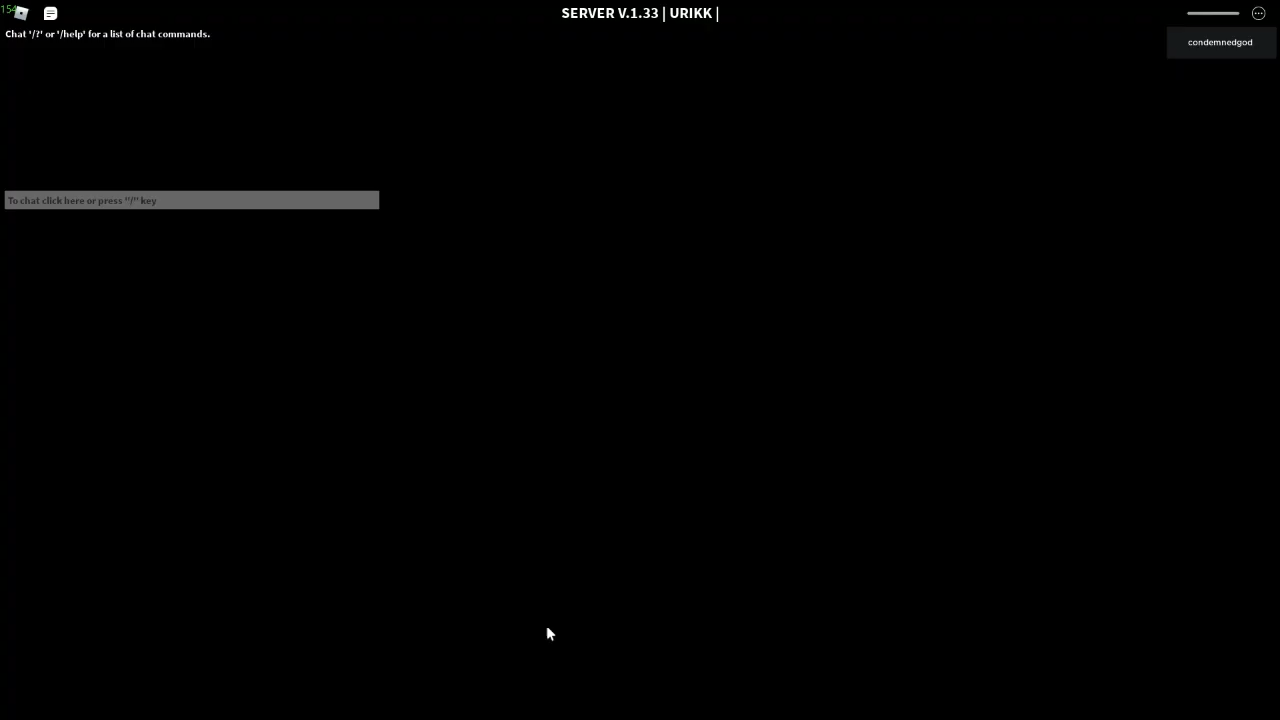 154
SERVER V.1.33 | URIKK |
Chat '/?' or '/help' for a list of chat commands.
condemnedgod
To chat click here or press "/" key